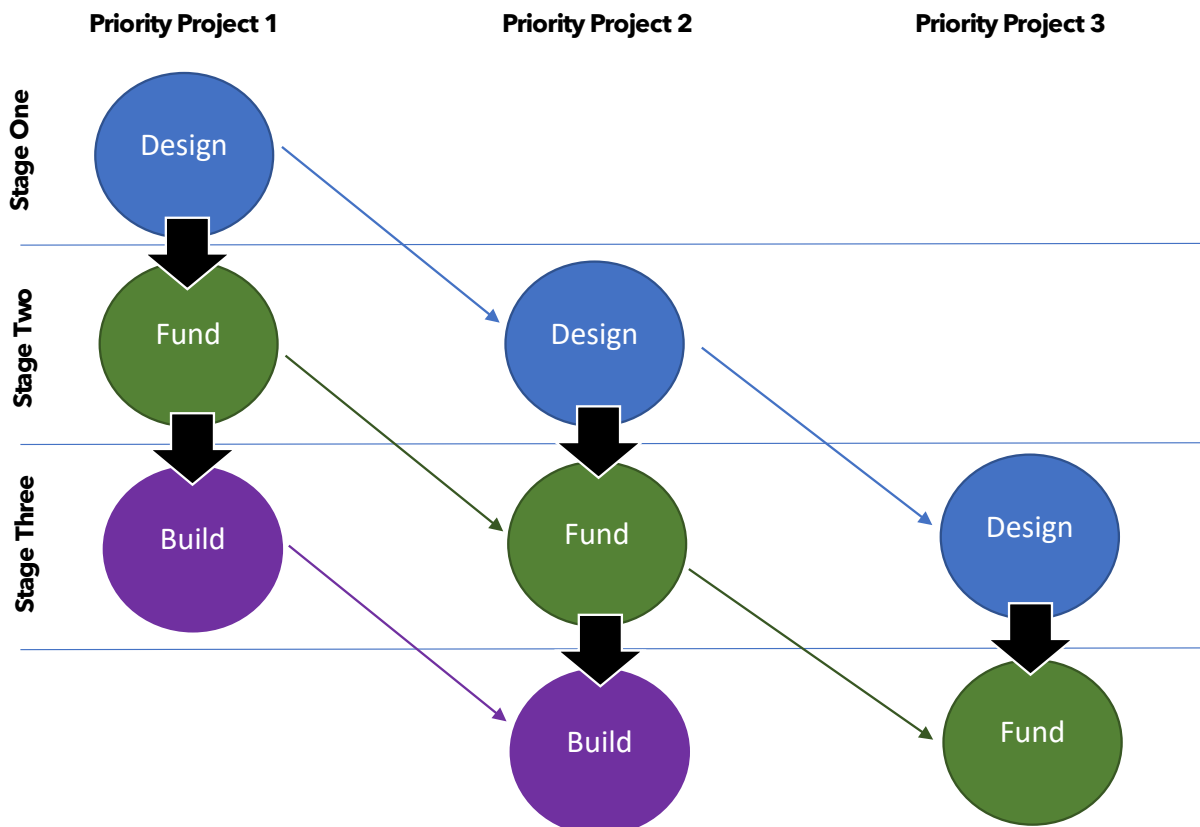 Priority Project 1
Priority Project 2
Priority Project 3
Stage One
Design
Stage Two
Fund
Design
Stage Three
Build
Fund
Design
Build
Fund